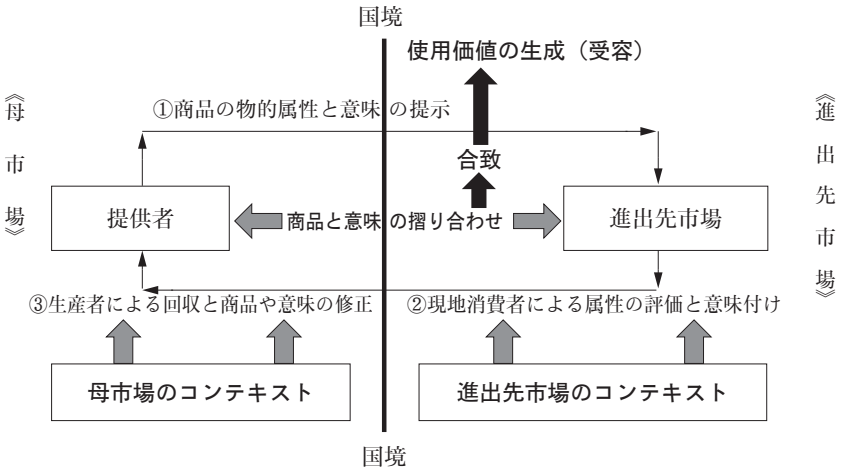 国境
使用価値の生成（受容）
《母市場》
①商品の物的属性と意味の提示
《進出先市場》
合致
提供者
商品と意味の摺り合わせ
進出先市場
③生産者による回収と商品や意味の修正
②現地消費者による属性の評価と意味付け
母市場のコンテキスト
進出先市場のコンテキスト
国境